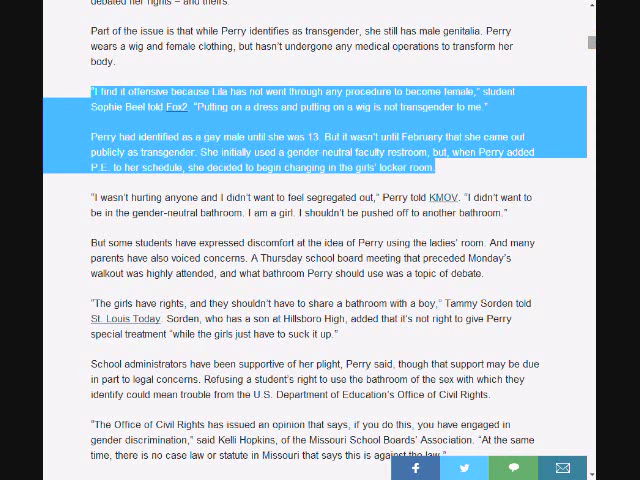 debated her rights – and theirs.
Part of the issue is that while Perry identifies as transgender, she still has male genitalia. Perry
wears a wig and female clothing, but hasn't undergone any medical operations to transform her
body.
"I find it offensive because Lila has not went through any procedure to become female," student
Sophie Beel told Fox2. "Putting on a dress and putting on a wig is not transgender to me."
Perry had identified as a gay male until she was 13. But it wasn't until February that she came out
publicly as transgender. She initially used a gender-neutral faculty restroom, but, when Perry added
P.E. to her schedule, she decided to begin changing in the girls' locker room.
"I wasn't hurting anyone and I didn't want to feel segregated out," Perry told KMOV. "I didn't want to
be in the gender-neutral bathroom. I am a girl. I shouldn't be pushed off to another bathroom."
But some students have expressed discomfort at the idea of Perry using the ladies' room. And many
parents have also voiced concerns. A Thursday school board meeting that preceded Monday's
walkout was highly attended, and what bathroom Perry should use was a topic of debate.
"The girls have rights, and they shouldn't have to share a bathroom with a boy," Tammy Sorden told
St. Louis Today. Sorden, who has a son at Hillsboro High, added that it's not right to give Perry
special treatment "while the girls just have to suck it up."
School administrators have been supportive of her plight, Perry said, though that support may be due
in part to legal concerns. Refusing a student's right to use the bathroom of the sex with which they
identify could mean trouble from the U.S. Department of Education's Office of Civil Rights.
"The Office of Civil Rights has issued an opinion that says, if you do this, you have engaged in
gender discrimination," said Kelli Hopkins, of the Missouri School Boards' Association. "At the same
time, there is no case law or statute in Missouri that says this is against the law."